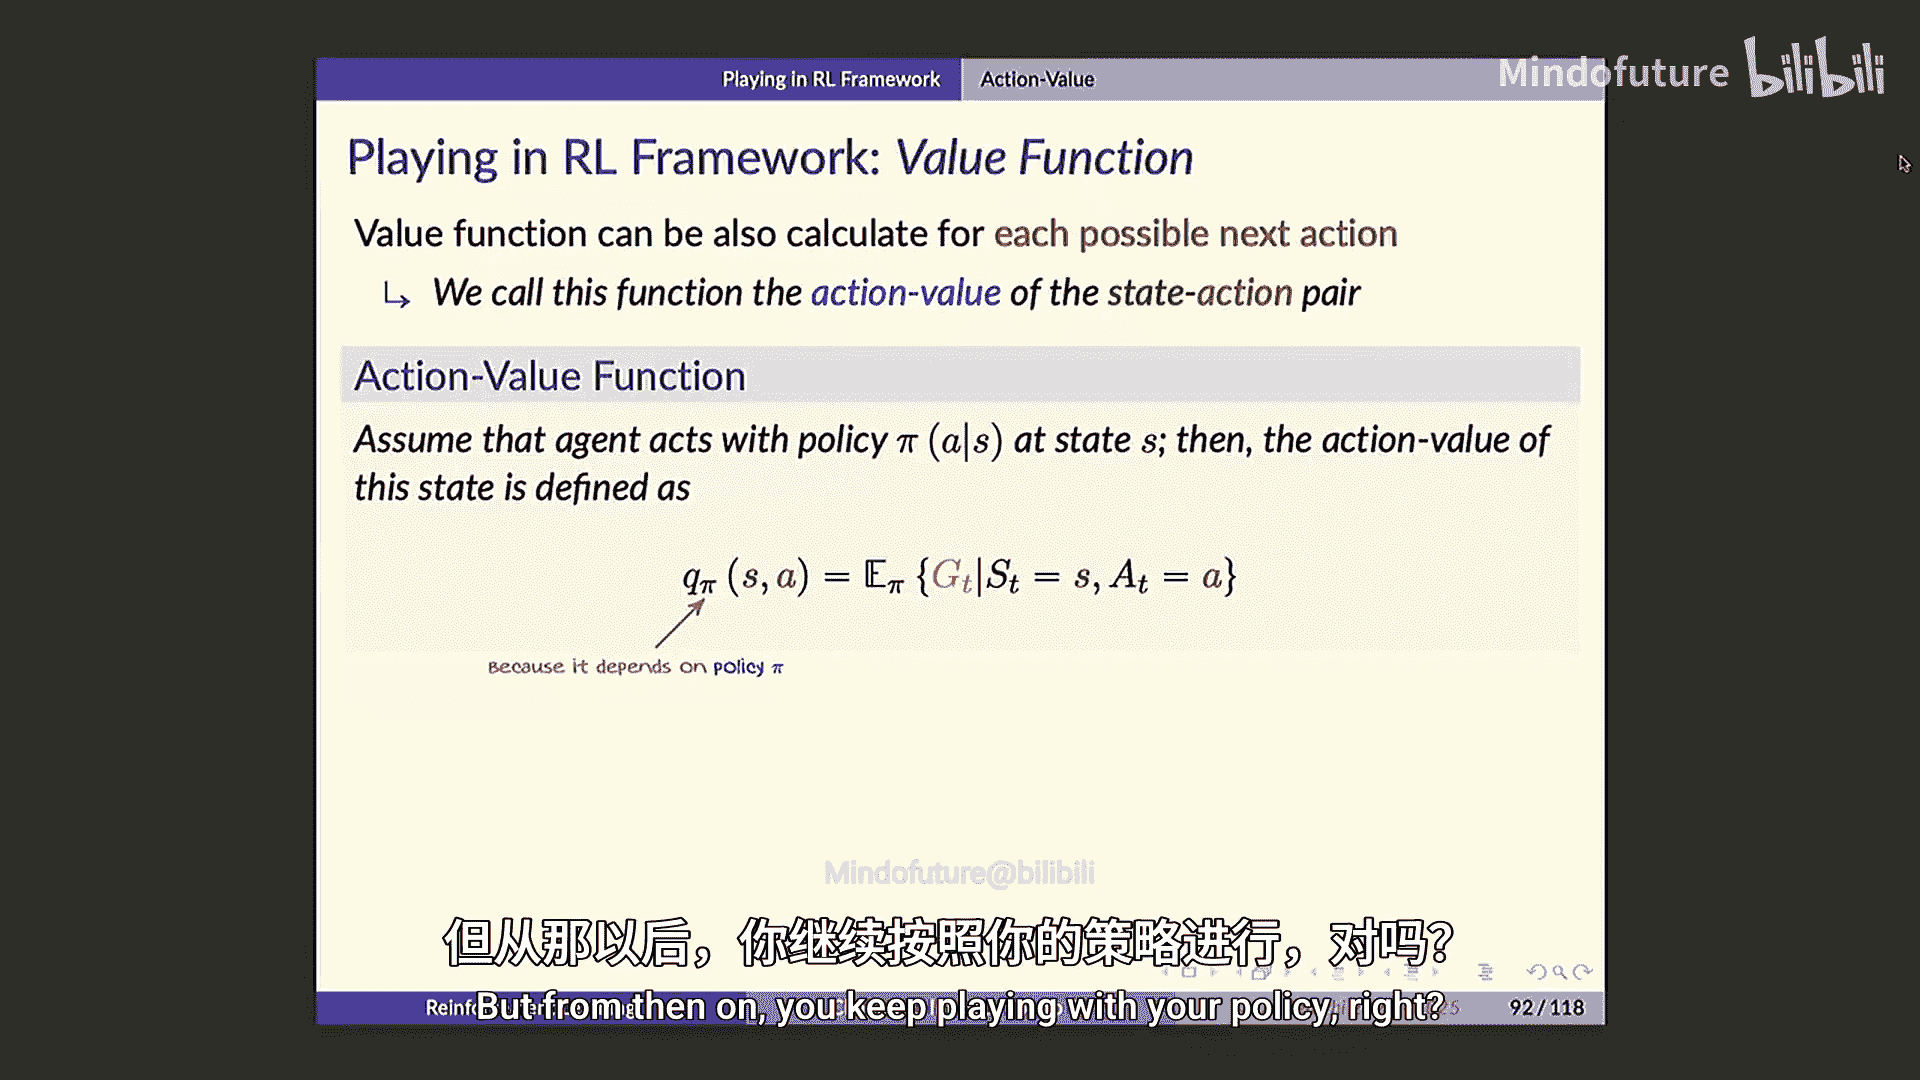 Playing in RL Framework
Action-Value
Mindofuture bilibili
Playing in RL Framework: Value Function
Value function can be also calculate for each possible next action
↳ We call this function the action-value of the state-action pair
Action-Value Function
Assume that agent acts with policy π (a|s) at state s; then, the action-value of
this state is defined as
qπ (s, a) = 𝔼π {Gt|St = s, At = a}
Because it depends on policy π
Mindofuture@bilibili
但从那以后，你继续按照你的策略进行，对吗？
But from then on, you keep playing with your policy, right?
92 / 118